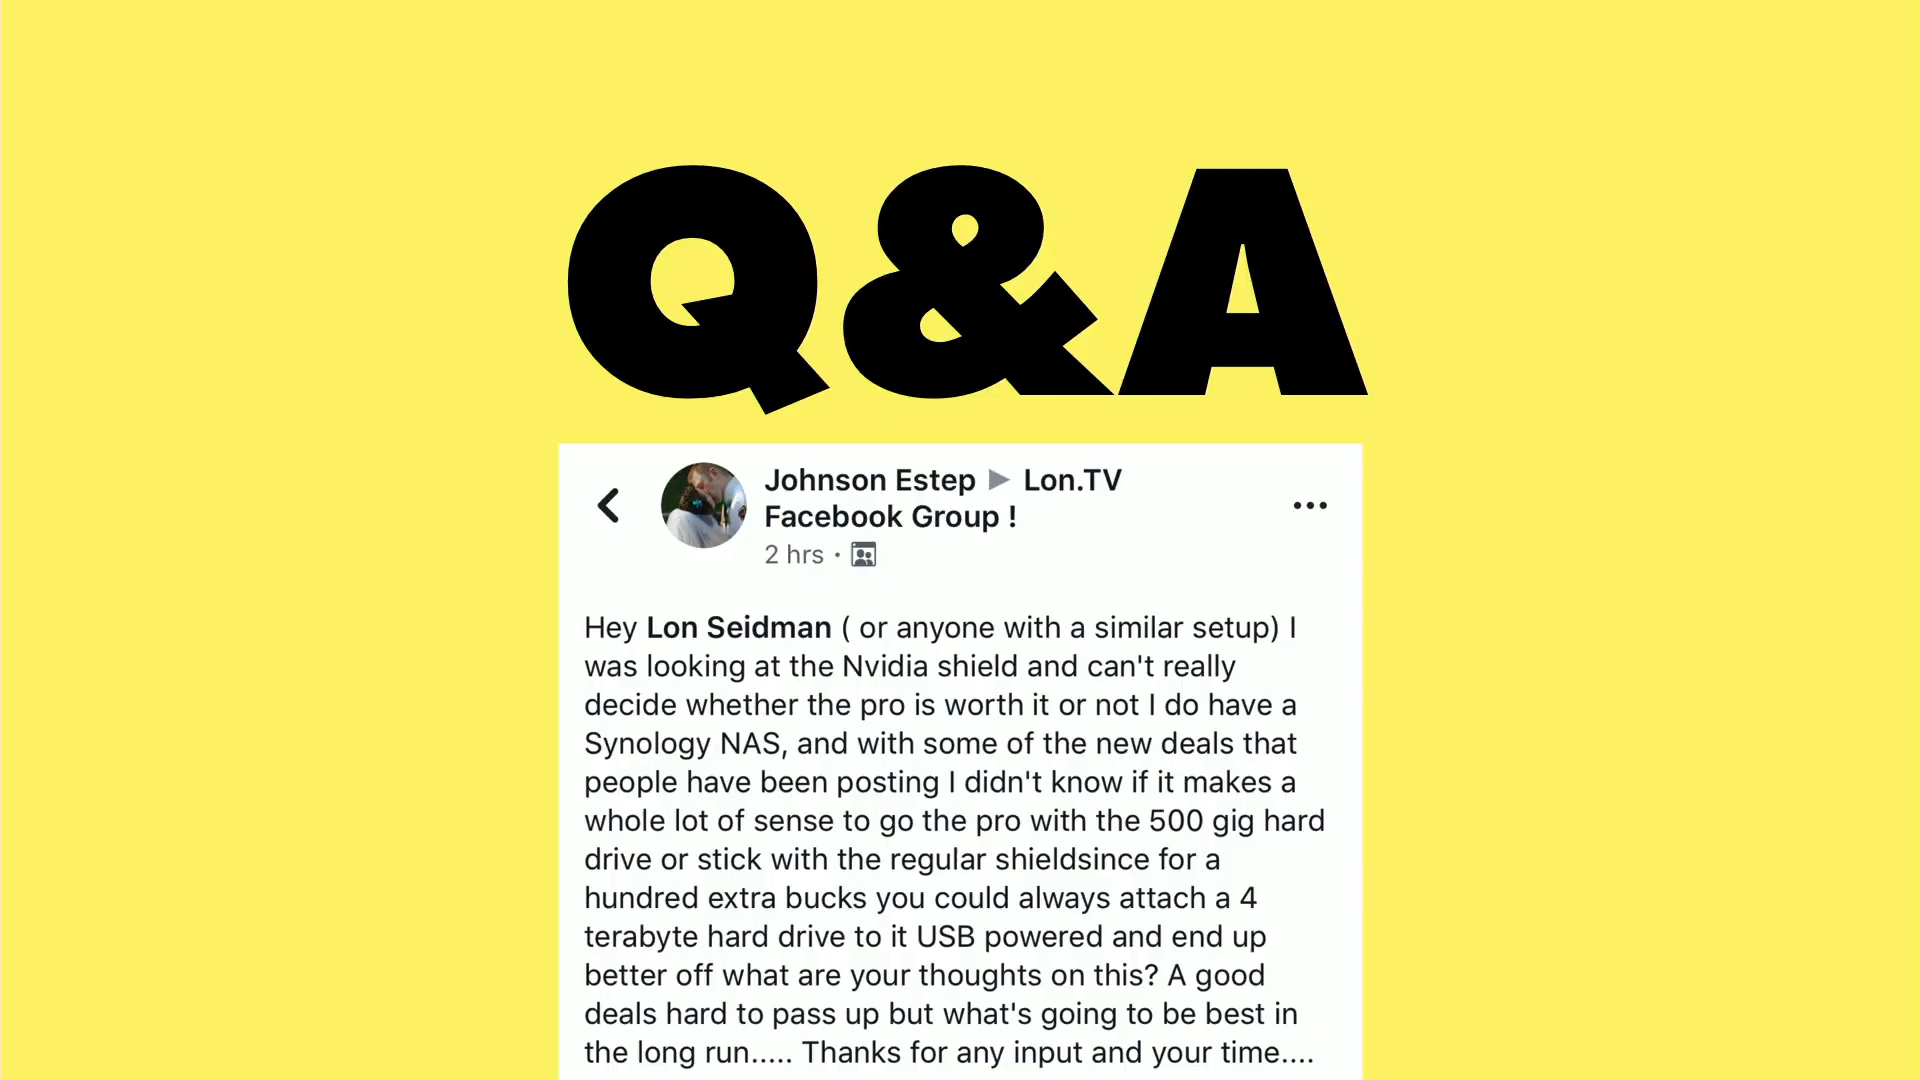 Q&A
Johnson Estep ▶ Lon.TV
Facebook Group !
2 hrs ·
Hey Lon Seidman ( or anyone with a similar setup) I
was looking at the Nvidia shield and can't really
decide whether the pro is worth it or not I do have a
Synology NAS, and with some of the new deals that
people have been posting I didn't know if it makes a
whole lot of sense to go the pro with the 500 gig hard
drive or stick with the regular shieldsince for a
hundred extra bucks you could always attach a 4
terabyte hard drive to it USB powered and end up
better off what are your thoughts on this? A good
deals hard to pass up but what's going to be best in
the long run..... Thanks for any input and your time....